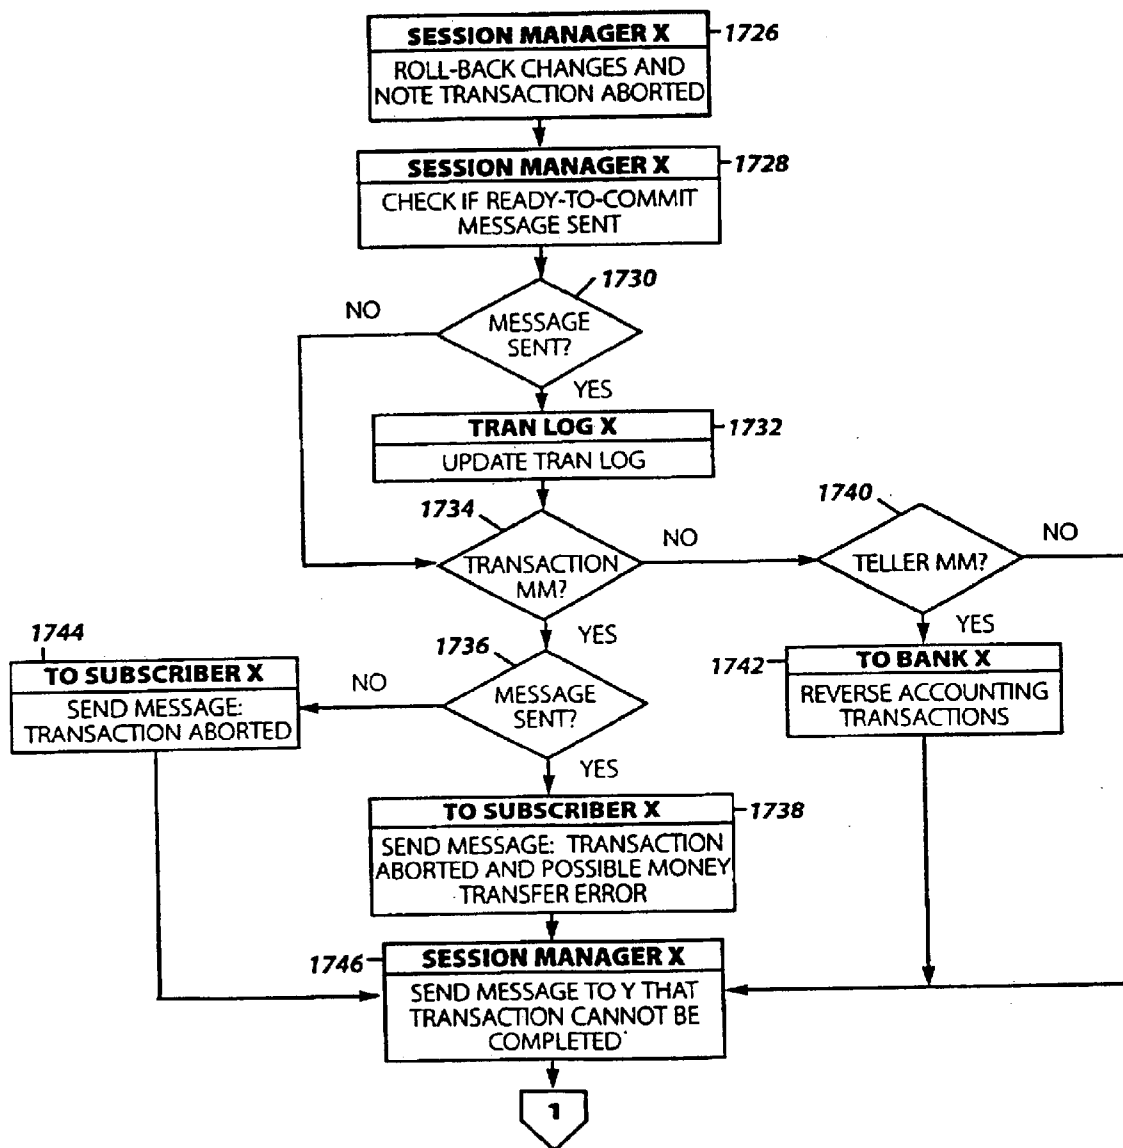 SESSION MANAGER X
1726
ROLL-BACK CHANGES AND
NOTE TRANSACTION ABORTED
SESSION MANAGER X
1728
CHECK IF READY-TO-COMMIT
MESSAGE SENT
1730
NO
MESSAGE
SENT?
YES
TRAN LOG X
1732
UPDATE TRAN LOG
1734
1740
NO
NO
TRANSACTION
MM?
TELLER MM?
YES
YES
1744
1736
1742
TO SUBSCRIBER X
NO
TO BANK X
SEND MESSAGE:
TRANSACTION ABORTED
MESSAGE
SENT?
REVERSE ACCOUNTING
TRANSACTIONS
YES
TO SUBSCRIBER X
1738
SEND MESSAGE: TRANSACTION
ABORTED AND POSSIBLE MONEY
TRANSFER ERROR
1746
SESSION MANAGER X
SEND MESSAGE TO Y THAT
TRANSACTION CANNOT BE
COMPLETED
1